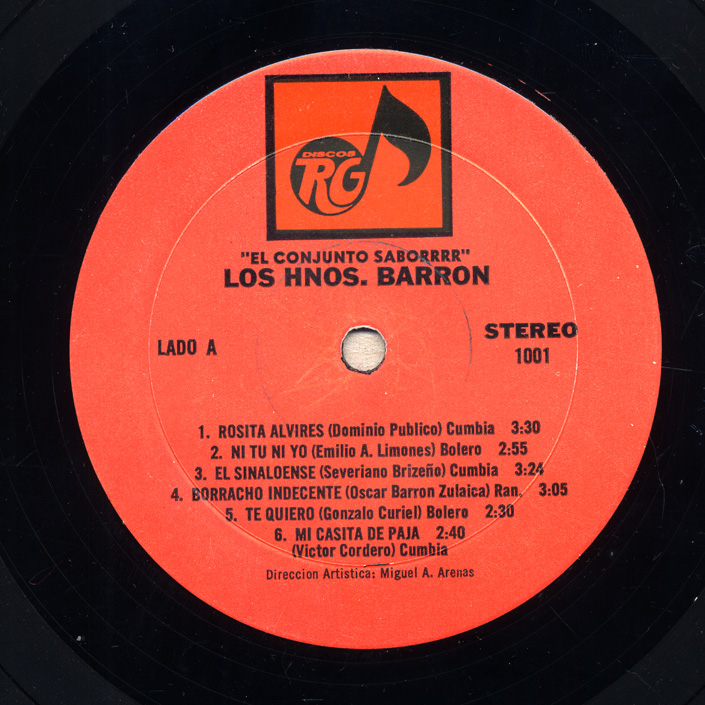 DISCOS
RG
"EL CONJUNTO SABORRRR"
LOS HNOS. BARRON
STEREO
LADO A
1001
1. ROSITA ALVIRES (Dominio Publico) Cumbia 3:30
2. NI TU NI YO (Emilio A. Limones) Bolero 2:55
3. EL SINALOENSE (Severiano Brizeño) Cumbia 3:24
4. BORRACHO INDECENTE (Oscar Barron Zulaica) Ran. 3:05
5. TE QUIERO (Gonzalo Curiel) Bolero 2:30
6. MI CASITA DE PAJA 2:40
(Victor Cordero) Cumbia
Direccion Artistica: Miguel A. Arenas